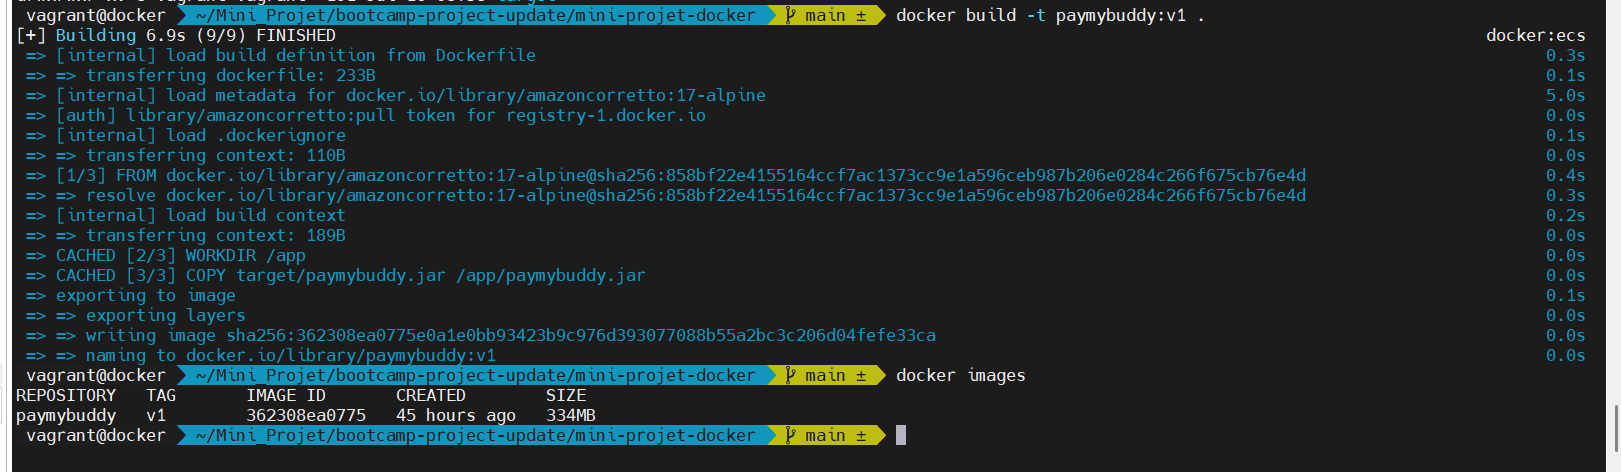 vagrant@docker ~/Mini_Projet/bootcamp-project-update/mini-projet-docker main ± docker build -t paymybuddy:v1 .
[+] Building 6.9s (9/9) FINISHED docker:ecs
=> [internal] load build definition from Dockerfile 0.3s
=> => transferring dockerfile: 233B 0.1s
=> [internal] load metadata for docker.io/library/amazoncorretto:17-alpine 5.0s
=> [auth] library/amazoncorretto:pull token for registry-1.docker.io 0.0s
=> [internal] load .dockerignore 0.1s
=> => transferring context: 110B 0.0s
=> [1/3] FROM docker.io/library/amazoncorretto:17-alpine@sha256:858bf22e4155164ccf7ac1373cc9e1a596ceb987b206e0284c266f675cb76e4d 0.4s
=> => resolve docker.io/library/amazoncorretto:17-alpine@sha256:858bf22e4155164ccf7ac1373cc9e1a596ceb987b206e0284c266f675cb76e4d 0.3s
=> [internal] load build context 0.2s
=> => transferring context: 189B 0.0s
=> CACHED [2/3] WORKDIR /app 0.0s
=> CACHED [3/3] COPY target/paymybuddy.jar /app/paymybuddy.jar 0.0s
=> exporting to image 0.1s
=> => exporting layers 0.0s
=> => writing image sha256:362308ea0775e0a1e0bb93423b9c976d393077088b55a2bc3c206d04fefe33ca 0.0s
=> => naming to docker.io/library/paymybuddy:v1 0.0s
vagrant@docker ~/Mini_Projet/bootcamp-project-update/mini-projet-docker main ± docker images
REPOSITORY TAG IMAGE ID CREATED SIZE
paymybuddy v1 362308ea0775 45 hours ago 334MB
vagrant@docker ~/Mini_Projet/bootcamp-project-update/mini-projet-docker main ±